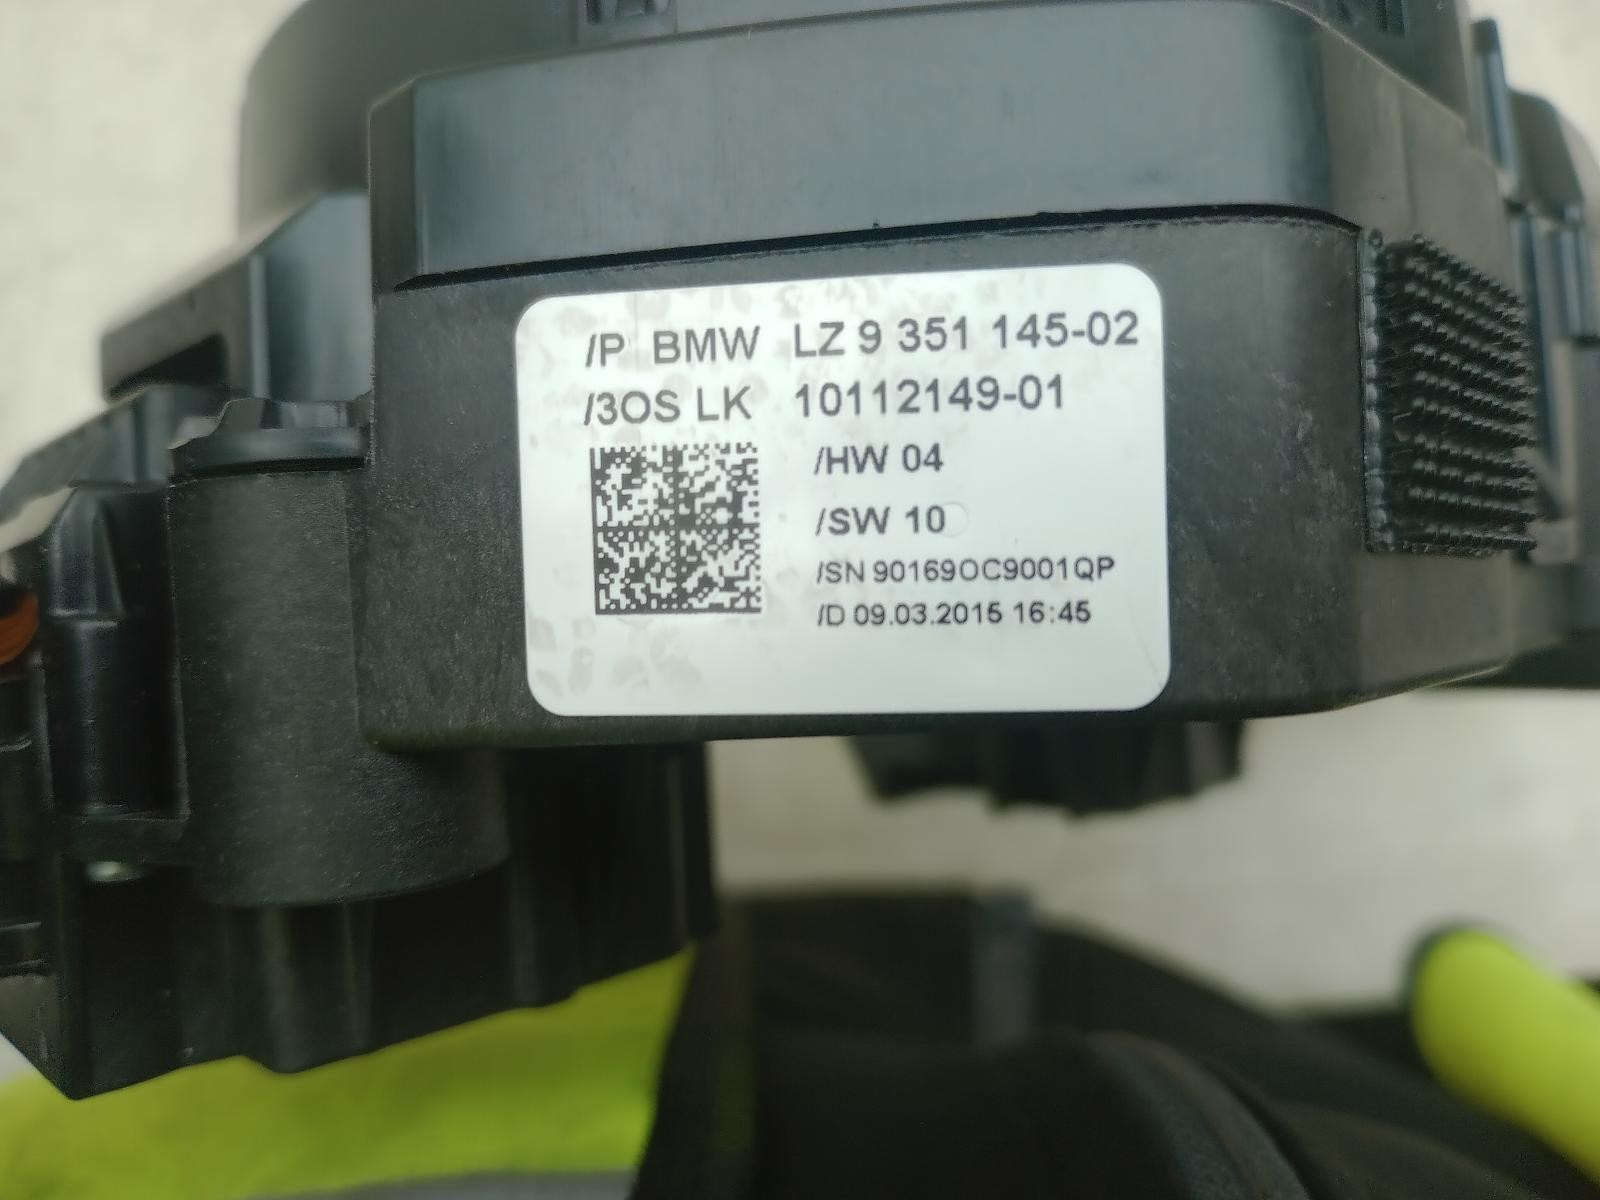 /P BMW LZ 9 351 145-02
/3OS LK 10112149-01
/HW 04
/SW 10
/SN 90169OC9001QP
/D 09.03.2015 16:45